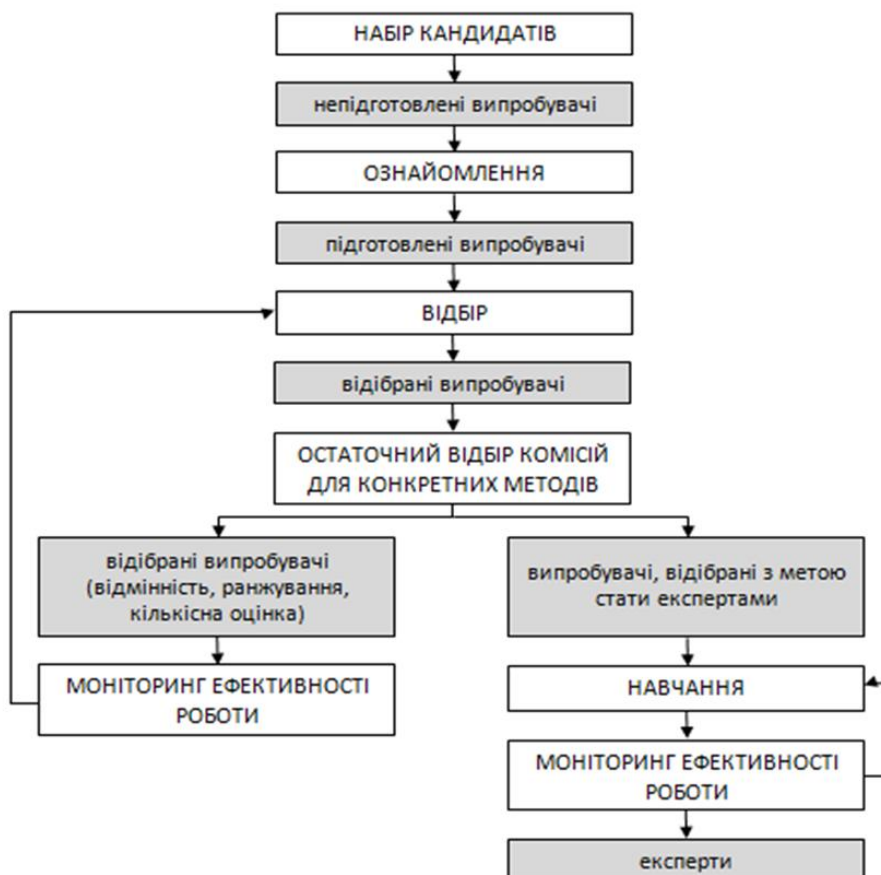 НАБІР КАНДИДАТІВ
непідготовлені випробувачі
ОЗНАЙОМЛЕННЯ
підготовлені випробувачі
ВІДБІР
відібрані випробувачі
ОСТАТОЧНИЙ ВІДБІР КОМІСІЙ
ДЛЯ КОНКРЕТНИХ МЕТОДІВ
відібрані випробувачі
(відмінність, ранжування,
кількісна оцінка)
МОНІТОРИНГ ЕФЕКТИВНОСТІ
РОБОТИ
випробувачі, відібрані з метою
стати експертами
НАВЧАННЯ
МОНІТОРИНГ ЕФЕКТИВНОСТІ
РОБОТИ
експерти